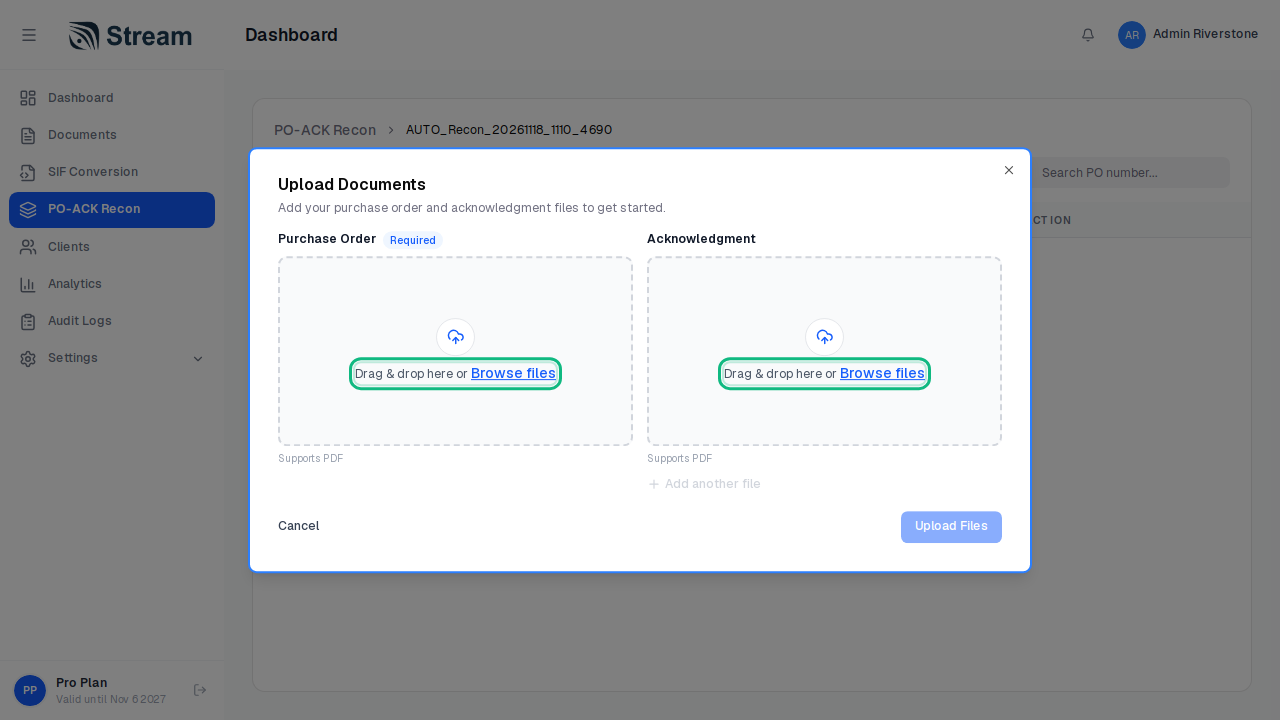 Stream
Dashboard
AR
Admin Riverstone
Dashboard
Documents
SIF Conversion
PO-ACK Recon
Clients
Analytics
Audit Logs
Settings
PO-ACK Recon > AUTO_Recon_20261118_1110_4690
Search PO number...
CTION
Upload Documents
Add your purchase order and acknowledgment files to get started.
Purchase Order Required
Acknowledgment
Drag & drop here or Browse files
Drag & drop here or Browse files
Supports PDF
Supports PDF
+ Add another file
Cancel
Upload Files
PP
Pro Plan
Valid until Nov 6 2027